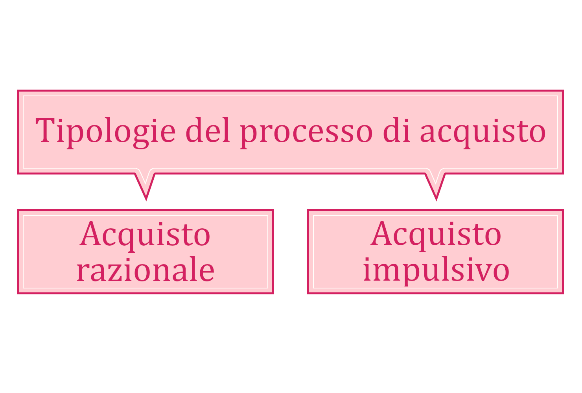 Tipologie del processo di acquisto
Acquisto
razionale
Acquisto
impulsivo